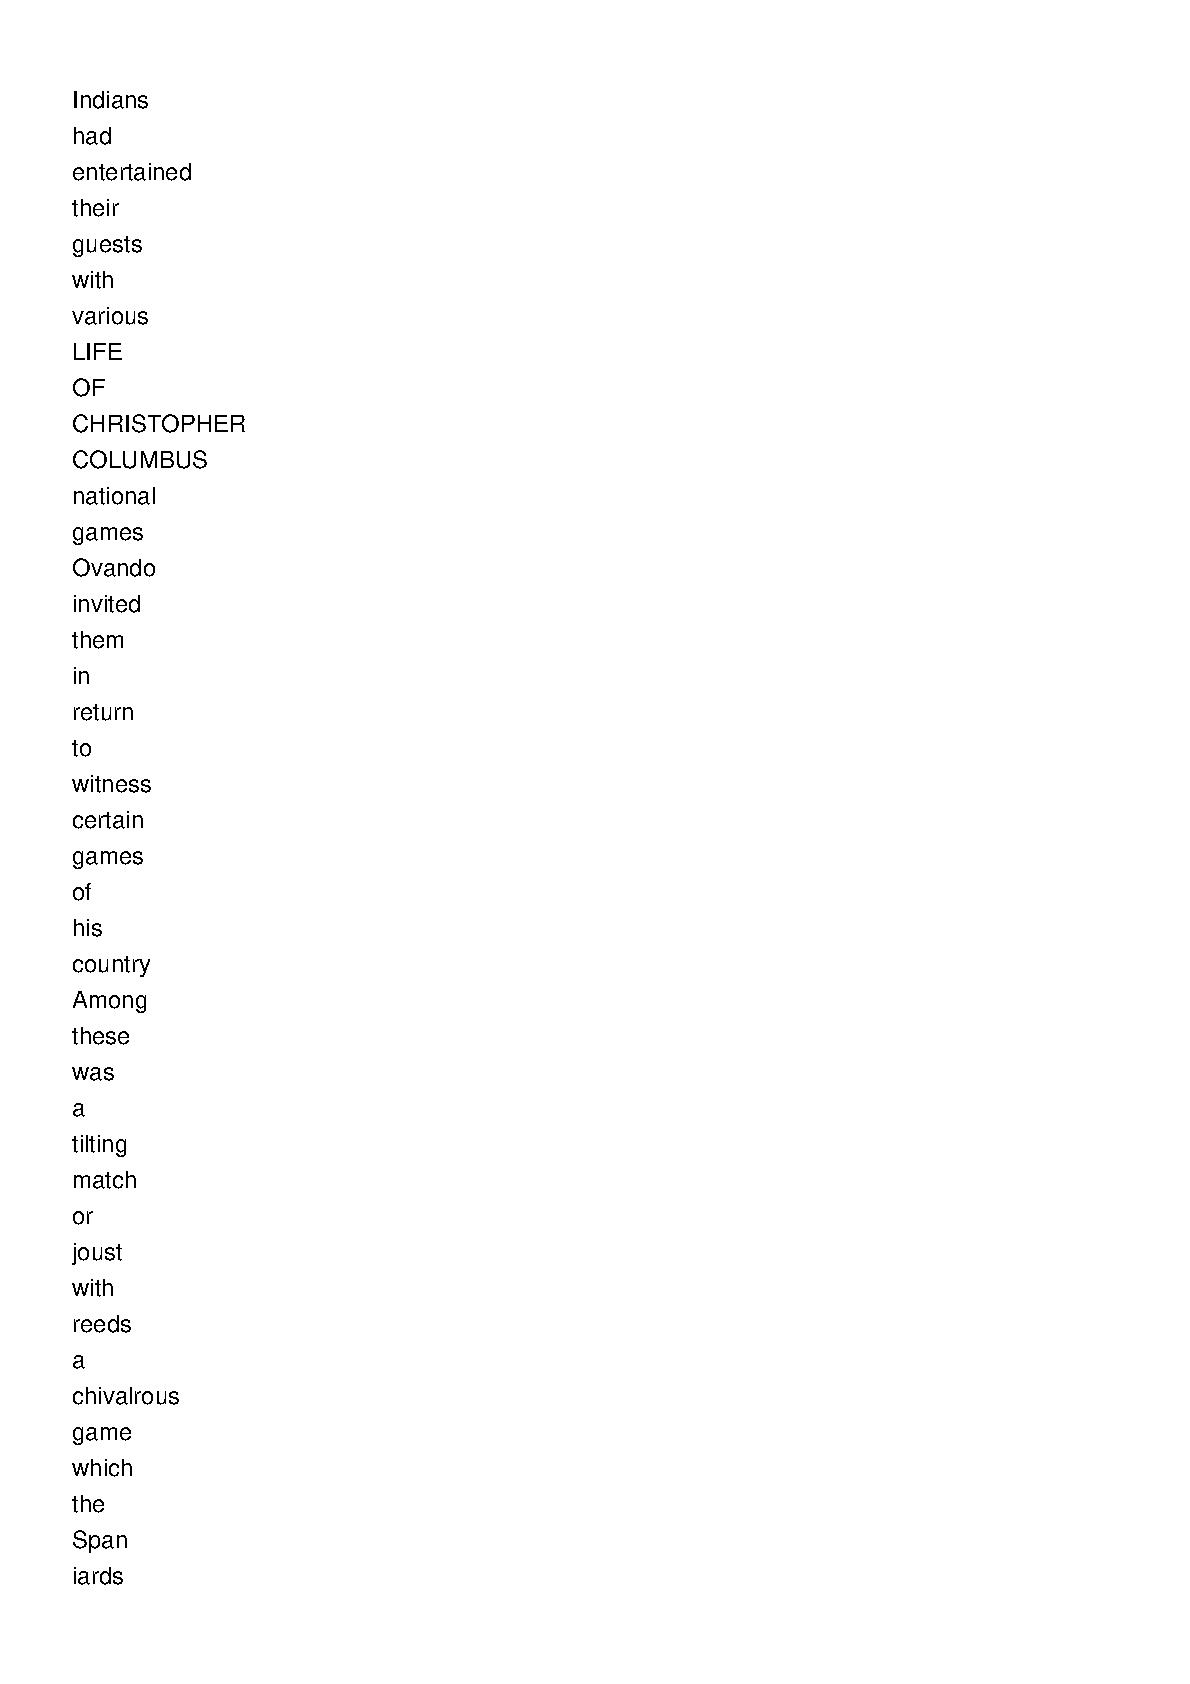 Indians
had
entertained
their
guests
with
various
LIFE
OF
CHRISTOPHER
COLUMBUS
national
games
Ovando
invited
them
in
return
to
witness
certain
games
of
his
country
Among
these
was
a
tilting
match
or
joust
with
reeds
a
chivalrous
game
which
the
Span
iards